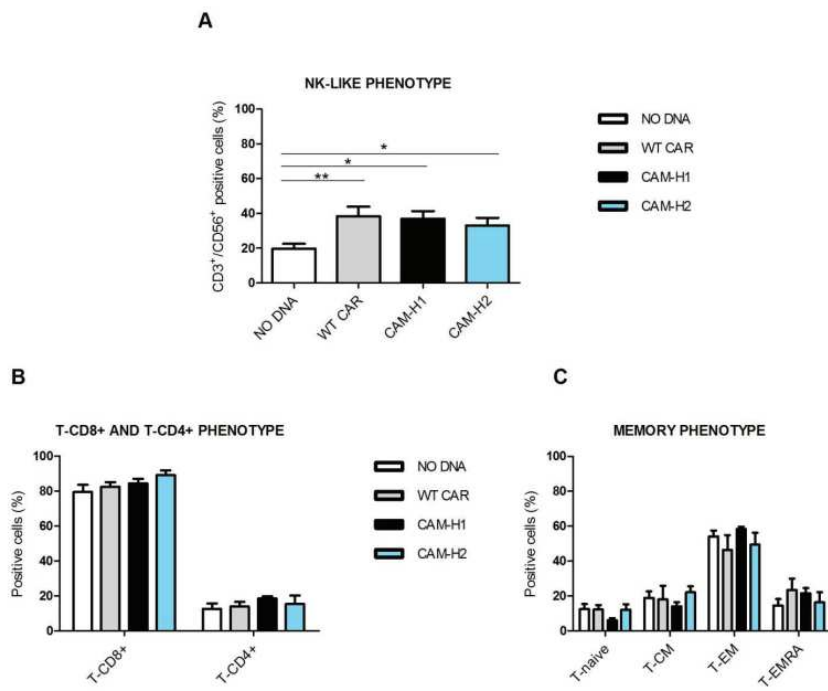 A
NK-LIKE PHENOTYPE
CD3+/CD56+ positive cells (%)
100
80
60
40
20
0
*
*
**
NO DNA
WT CAR
CAM-H1
CAM-H2
NO DNA
WT CAR
CAM-H1
CAM-H2
B
T-CD8+ AND T-CD4+ PHENOTYPE
Positive cells (%)
100
80
60
40
20
0
T-CD8+
T-CD4+
NO DNA
WT CAR
CAM-H1
CAM-H2
C
MEMORY PHENOTYPE
Positive cells (%)
100
80
60
40
20
0
T-naive
T-CM
T-EM
T-EMRA